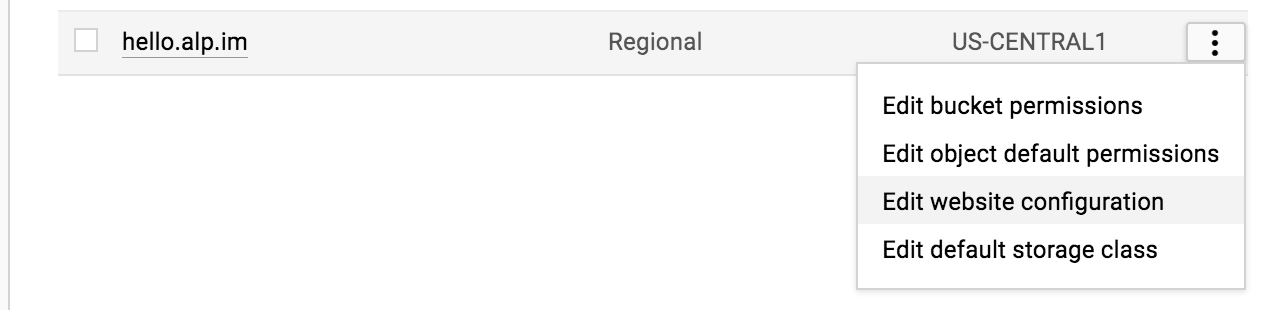 hello.alp.im Regional US-CENTRAL1
Edit bucket permissions
Edit object default permissions
Edit website configuration
Edit default storage class